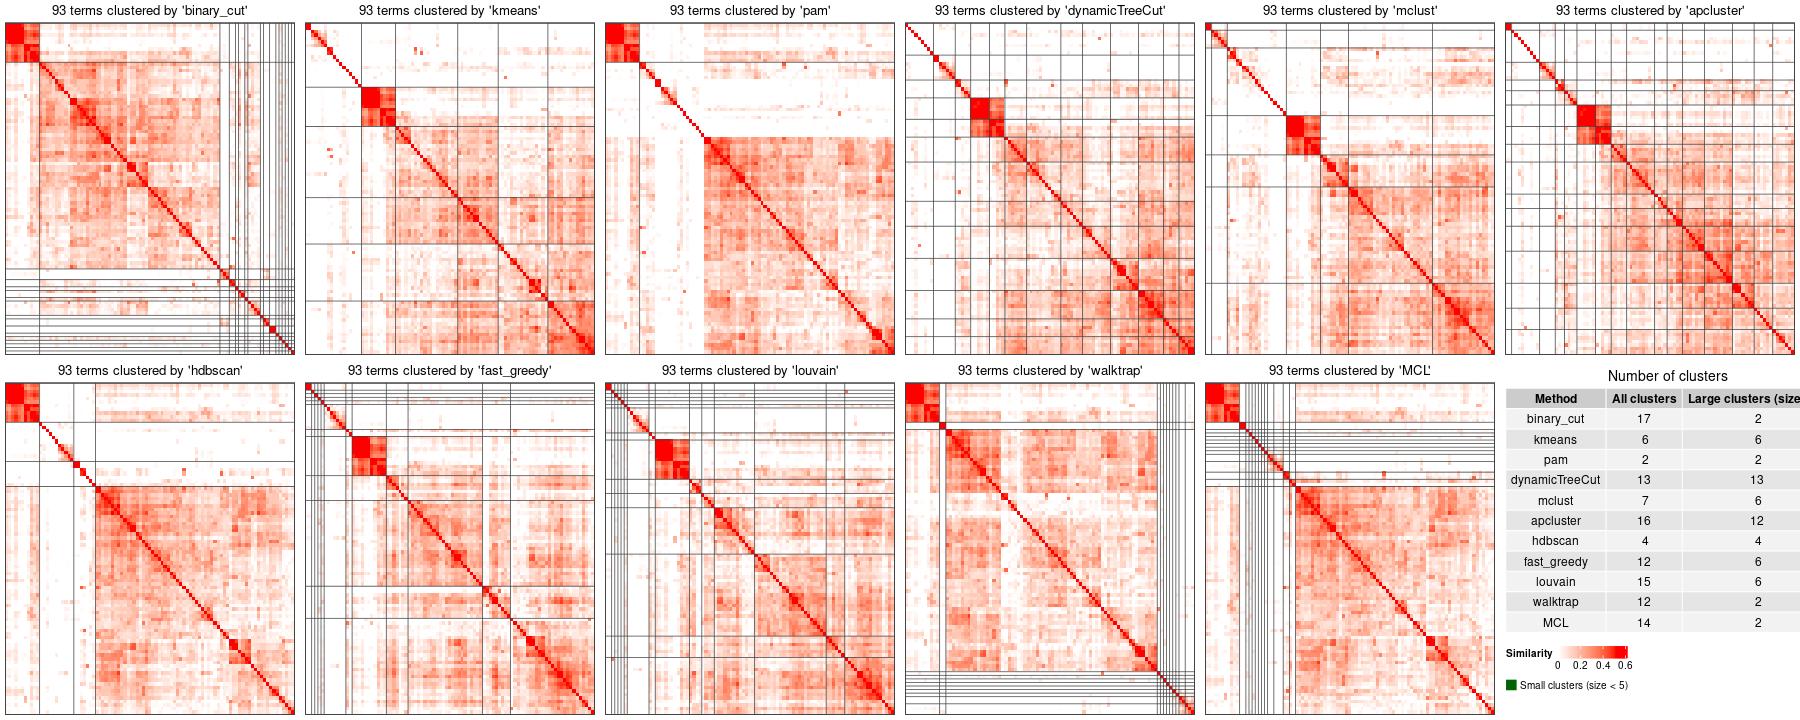 93 terms clustered by 'binary_cut'
93 terms clustered by 'kmeans'
93 terms clustered by 'pam'
93 terms clustered by 'dynamicTreeCut'
93 terms clustered by 'mclust'
93 terms clustered by 'apcluster'
93 terms clustered by 'hdbscan'
93 terms clustered by 'fast_greedy'
93 terms clustered by 'louvain'
93 terms clustered by 'walktrap'
93 terms clustered by 'MCL'
Number of clusters
Method All clusters Large clusters (size
binary_cut 17 2
kmeans 6 6
pam 2 2
dynamicTreeCut 13 13
mclust 7 6
apcluster 16 12
hdbscan 4 4
fast_greedy 12 6
louvain 15 6
walktrap 12 2
MCL 14 2
Similarity
0 0.2 0.4 0.6
Small clusters (size < 5)